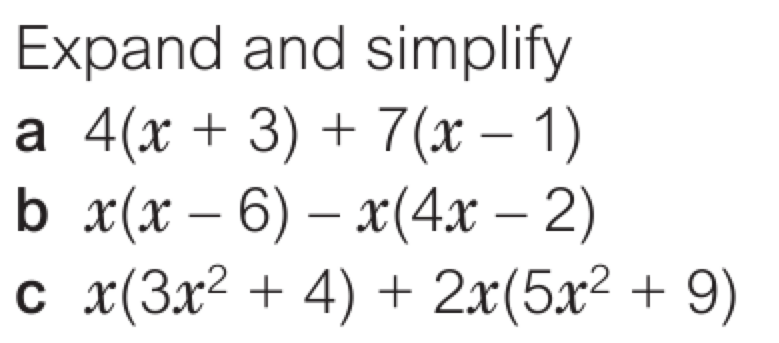 Expand and simplify
a 4(x + 3) + 7(x – 1)
b x(x – 6) – x(4x – 2)
c x(3x² + 4) + 2x(5x² + 9)